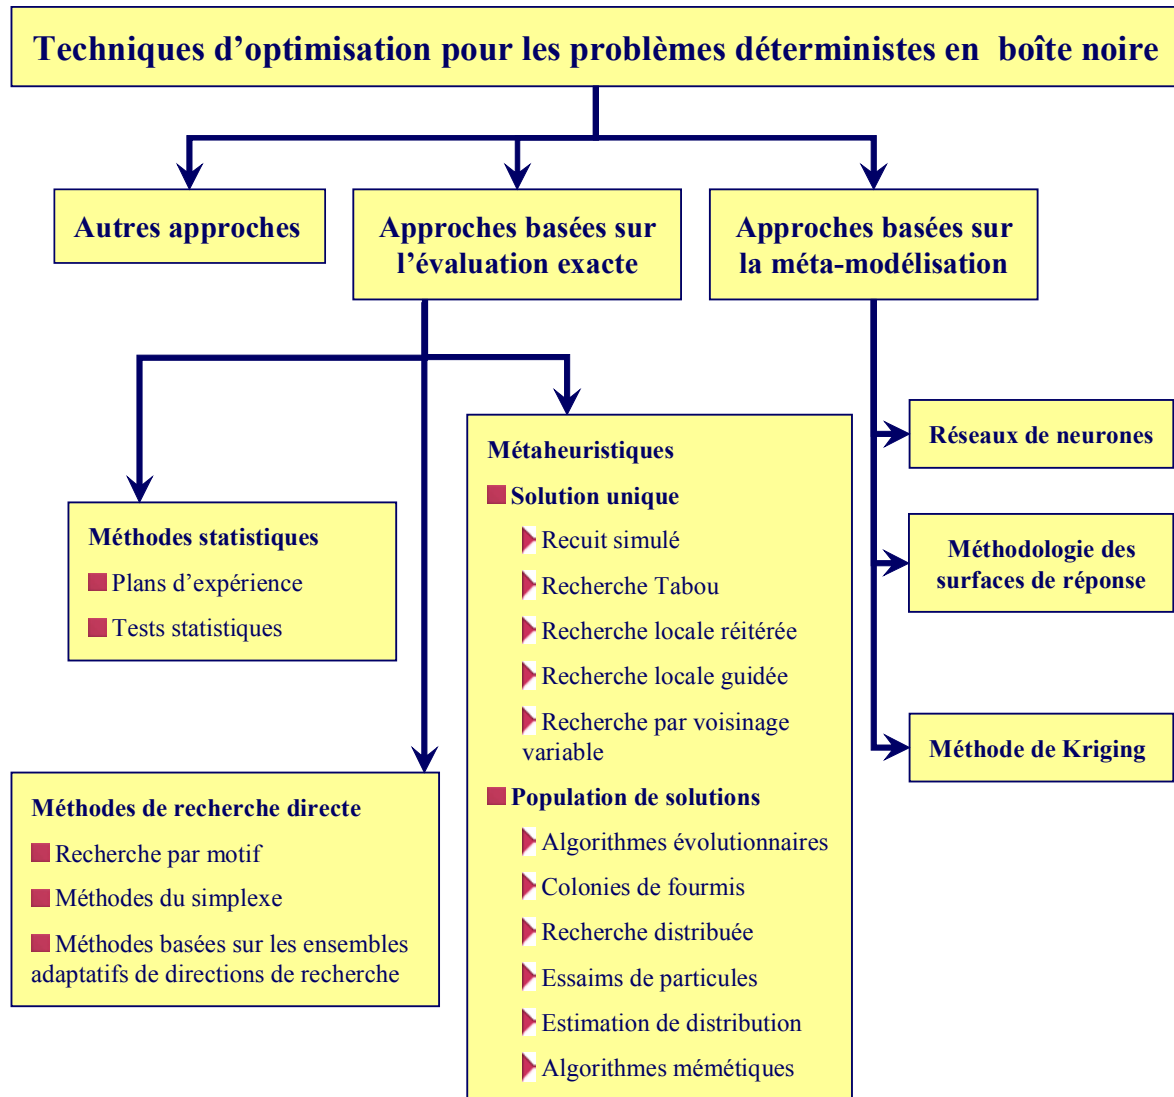 Techniques d'optimisation pour les problèmes déterministes en boîte noire
Autres approches
Approches basées sur
l'évaluation exacte
Approches basées sur
la méta-modélisation
Méthodes statistiques
Plans d'expérience
Tests statistiques
Méthodes de recherche directe
Recherche par motif
Méthodes du simplexe
Méthodes basées sur les ensembles
adaptatifs de directions de recherche
Métaheuristiques
Solution unique
Recuit simulé
Recherche Tabou
Recherche locale réitérée
Recherche locale guidée
Recherche par voisinage
variable
Population de solutions
Algorithmes évolutionnaires
Colonies de fourmis
Recherche distribuée
Essaims de particules
Estimation de distribution
Algorithmes mémétiques
Réseaux de neurones
Méthodologie des
surfaces de réponse
Méthode de Kriging